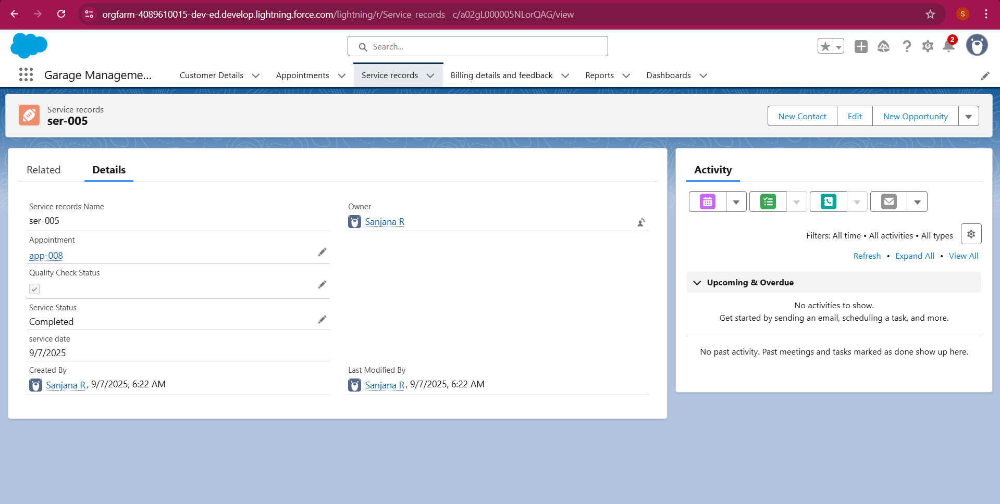 orgfarm-4089610015-dev-ed.develop.lightning.force.com/lightning/r/Service_records__c/a02gL000005NLorQAG/view
S
Search...
2
Garage Manageme...
Customer Details
Appointments
Service records
Billing details and feedback
Reports
Dashboards
Service records
ser-005
New Contact
Edit
New Opportunity
Related
Details
Service records Name
ser-005
Owner
Sanjana R
Appointment
app-008
Quality Check Status
Service Status
Completed
service date
9/7/2025
Created By
Sanjana R, 9/7/2025, 6:22 AM
Last Modified By
Sanjana R, 9/7/2025, 6:22 AM
Activity
Filters: All time • All activities • All types
Refresh • Expand All • View All
Upcoming & Overdue
No activities to show.
Get started by sending an email, scheduling a task, and more.
No past activity. Past meetings and tasks marked as done show up here.